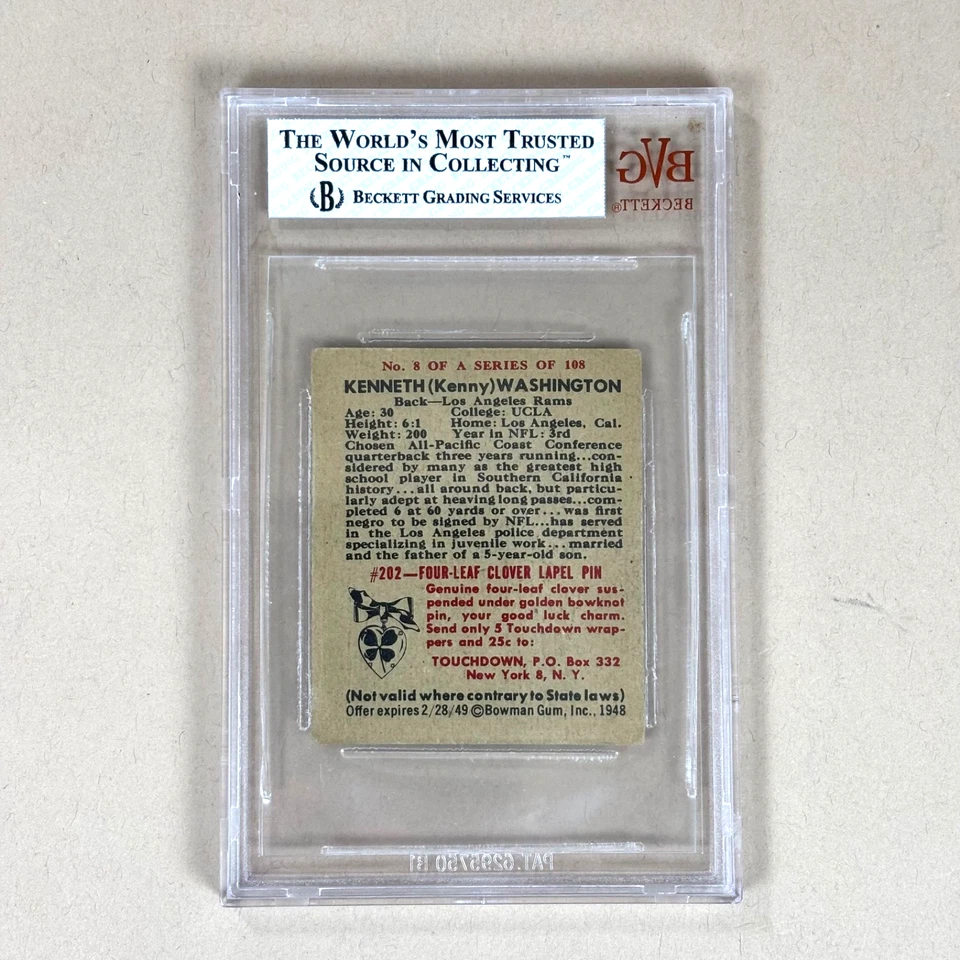 THE WORLD'S MOST TRUSTED
SOURCE IN COLLECTING™
B BECKETT GRADING SERVICES
BVG
BECKETT®
No. 8 OF A SERIES OF 108
KENNETH (Kenny) WASHINGTON
Back—Los Angeles Rams
Age: 30 College: UCLA
Height: 6:1 Home: Los Angeles, Cal.
Weight: 200 Year in NFL: 3rd
Chosen All-Pacific Coast Conference
quarterback three years running...con-
sidered by many as the greatest high
school player in Southern California
history...all around back, but particu-
larly adept at heaving long passes...com-
pleted 6 at 60 yards or over...was first
negro to be signed by NFL...has served
in the Los Angeles police department
specializing in juvenile work...married
and the father of a 5-year-old son.
#202—FOUR-LEAF CLOVER LAPEL PIN
Genuine four-leaf clover sus-
pended under golden bowknot
pin, your good luck charm.
Send only 5 Touchdown wrap-
pers and 25c to:
TOUCHDOWN, P.O. Box 332
New York 8, N. Y.
(Not valid where contrary to State laws)
Offer expires 2/28/49 ©Bowman Gum, Inc., 1948
PAT. 6295750 B1